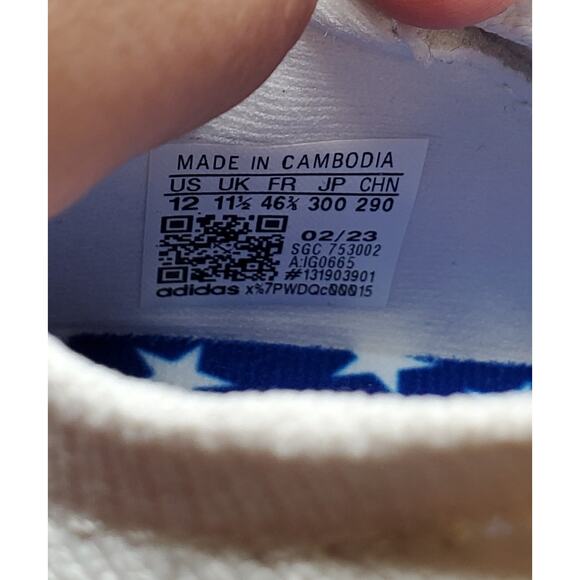 MADE IN CAMBODIA
US UK FR JP CHN
12 11½ 46⅔ 300 290
02/23
SGC 753002
A:IG0665
#131903901
adidas x%7PWDQc00015